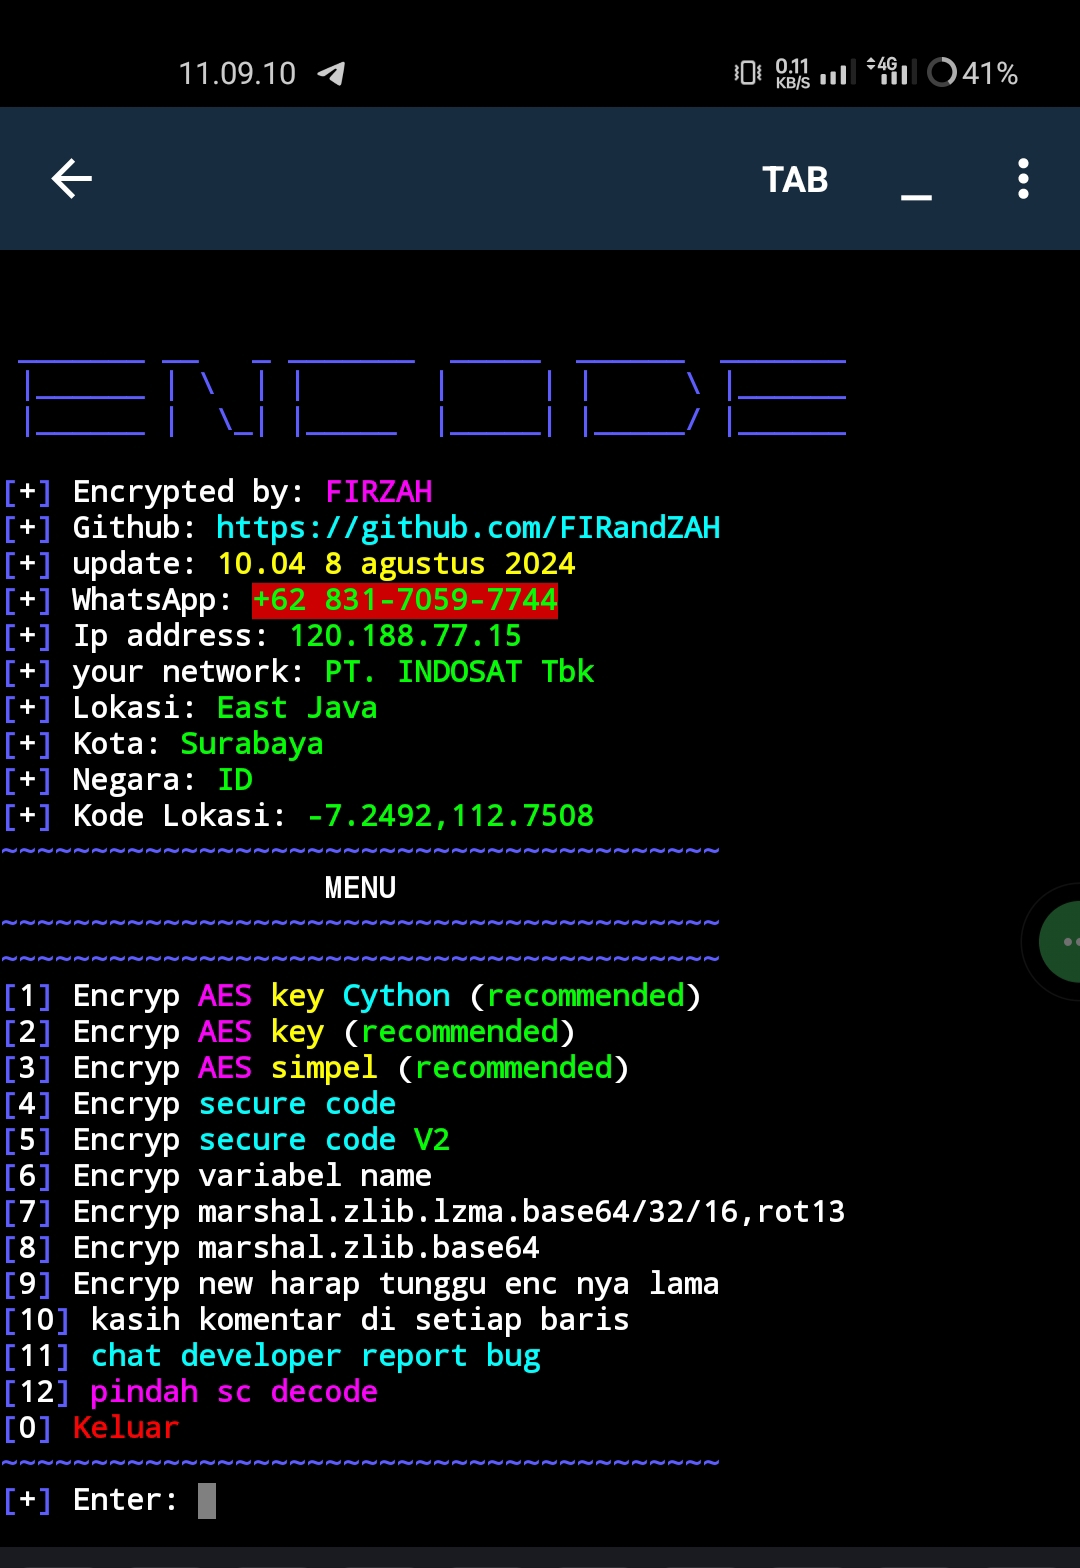 11.09.10
0.11 KB/S 4G 41%
TAB
ENCODE
[+] Encrypted by: FIRZAH
[+] Github: https://github.com/FIRandZAH
[+] update: 10.04 8 agustus 2024
[+] WhatsApp: +62 831-7059-7744
[+] Ip address: 120.188.77.15
[+] your network: PT. INDOSAT Tbk
[+] Lokasi: East Java
[+] Kota: Surabaya
[+] Negara: ID
[+] Kode Lokasi: -7.2492,112.7508
~~~~~~~~~~~~~~~~~~~~~~~~~~~~~~~~~~~~~~~~
MENU
~~~~~~~~~~~~~~~~~~~~~~~~~~~~~~~~~~~~~~~~
~~~~~~~~~~~~~~~~~~~~~~~~~~~~~~~~~~~~~~~~
[1] Encryp AES key Cython (recommended)
[2] Encryp AES key (recommended)
[3] Encryp AES simpel (recommended)
[4] Encryp secure code
[5] Encryp secure code V2
[6] Encryp variabel name
[7] Encryp marshal.zlib.lzma.base64/32/16,rot13
[8] Encryp marshal.zlib.base64
[9] Encryp new harap tunggu enc nya lama
[10] kasih komentar di setiap baris
[11] chat developer report bug
[12] pindah sc decode
[0] Keluar
~~~~~~~~~~~~~~~~~~~~~~~~~~~~~~~~~~~~~~~~
[+] Enter: